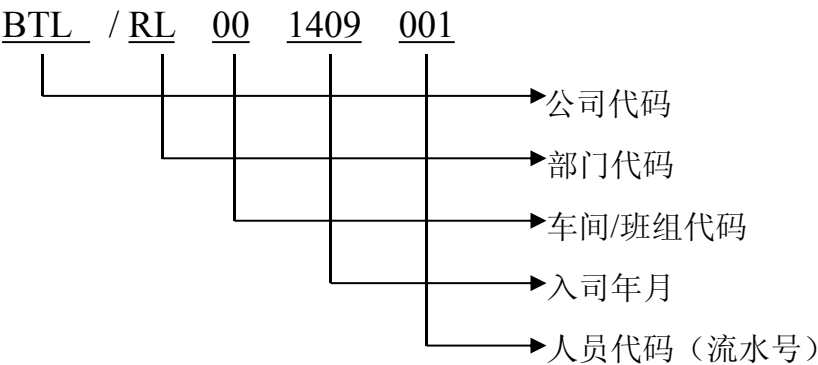 BTL / RL 00 1409 001
公司代码
部门代码
车间/班组代码
入司年月
人员代码（流水号）